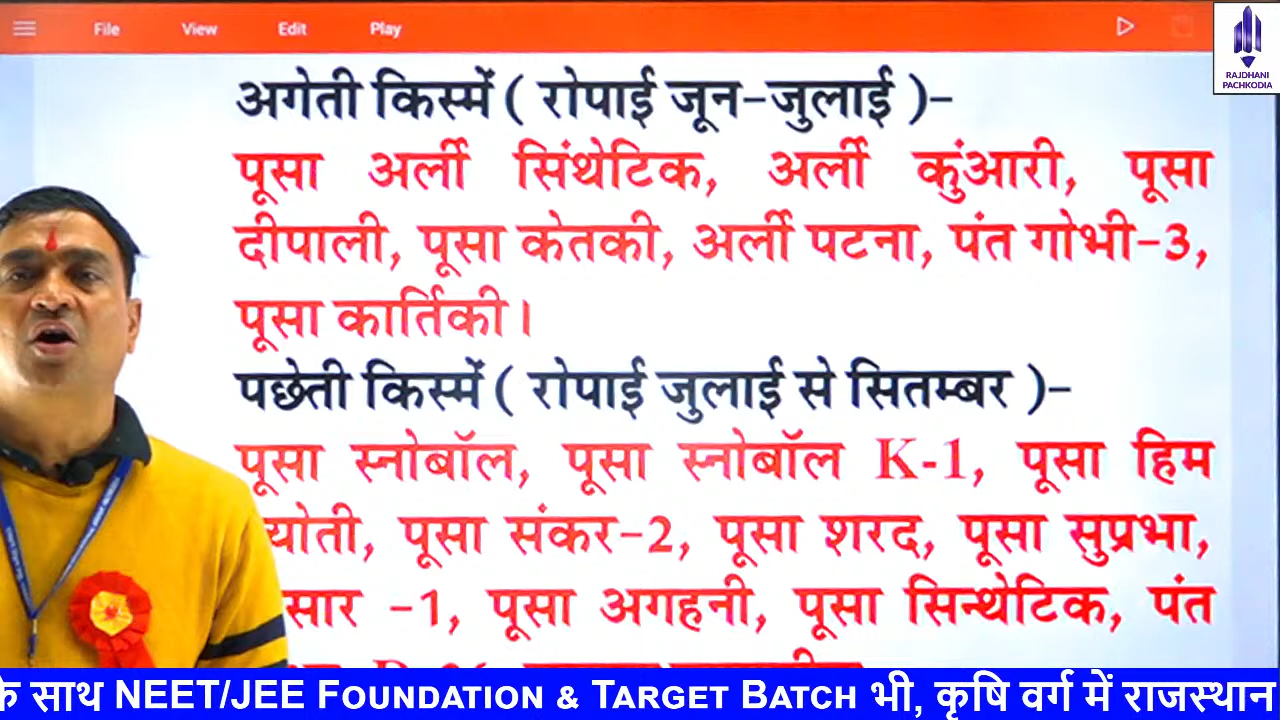 File View Edit Play
RAJDHANI
PACHKODIA
अगेती किस्में ( रोपाई जून-जुलाई )-
पूसा अर्ली सिंथेटिक, अर्ली कुंआरी, पूसा
दीपाली, पूसा केतकी, अर्ली पटना, पंत गोभी-3,
पूसा कार्तिकी।
पछेती किस्में ( रोपाई जुलाई से सितम्बर )-
पूसा स्नोबॉल, पूसा स्नोबॉल K-1, पूसा हिम
योती, पूसा संकर-2, पूसा शरद, पूसा सुप्रभा,
सार -1, पूसा अगहनी, पूसा सिन्थेटिक, पंत
के साथ NEET/JEE FOUNDATION & TARGET BATCH भी, कृषि वर्ग में राजस्थान